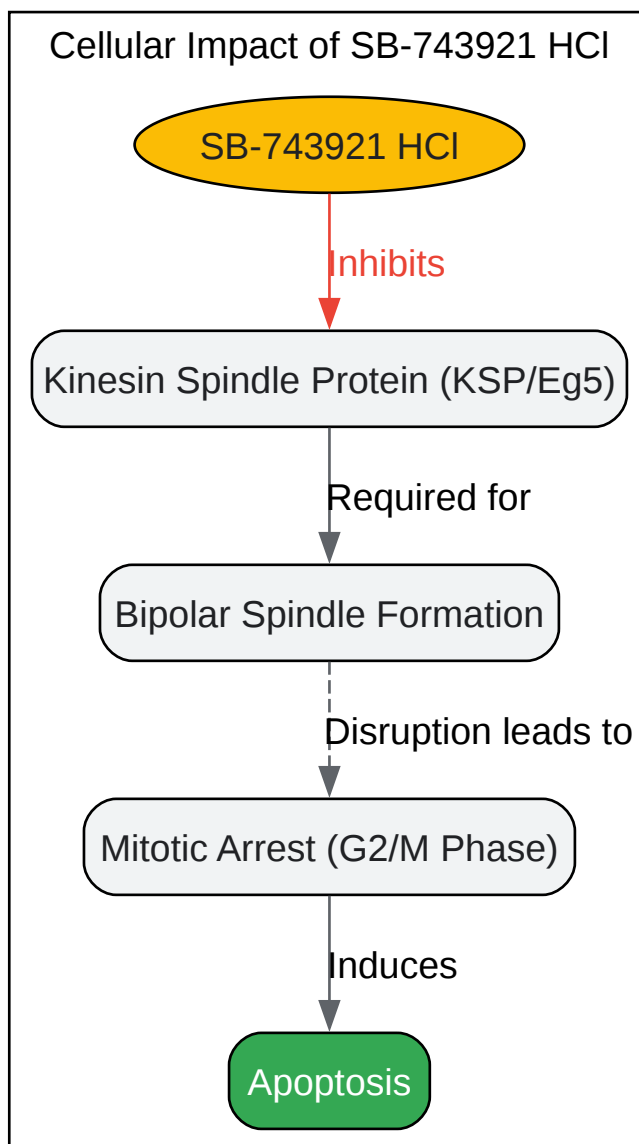 Cellular Impact of SB-743921 HCl
SB-743921 HCl
Inhibits
Kinesin Spindle Protein (KSP/Eg5)
Required for
Bipolar Spindle Formation
Disruption leads to
Mitotic Arrest (G2/M Phase)
Induces
Apoptosis